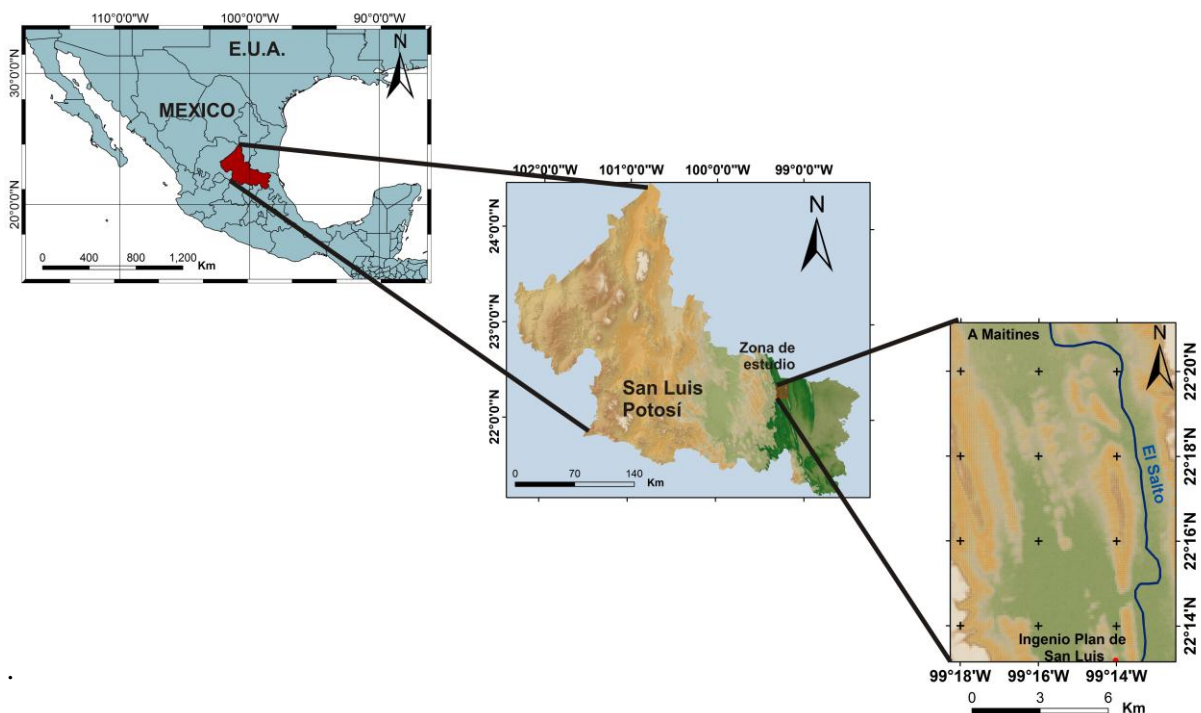 110°0'0"W 100°0'0"W 90°0'0"W
30°0'0"N
20°0'0"N
E.U.A.
N
MEXICO
0 400 800 1,200
Km
102°0'0"W 101°0'0"W 100°0'0"W 99°0'0"W
24°0'0"N
23°0'0"N
22°0'0"N
N
Zona de
estudio
San Luis
Potosí
0 70 140
Km
A Maitines
N
El Salto
22°20'N
22°18'N
22°16'N
22°14'N
Ingenio Plan de
San Luis
99°18'W 99°16'W 99°14'W
0 3 6
Km
.